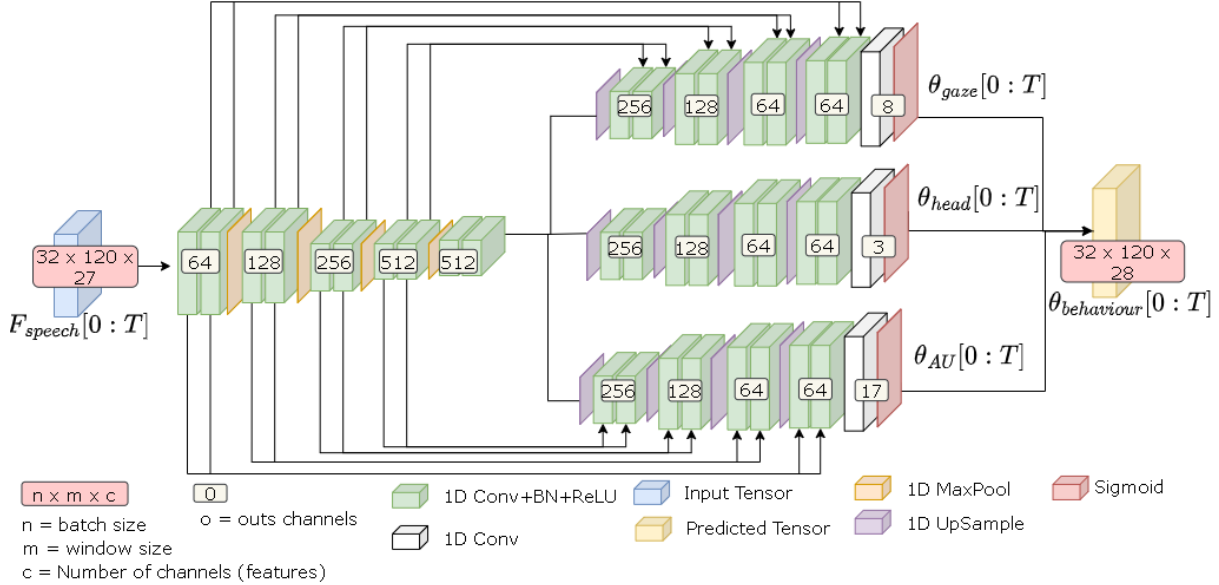 256
128
64
64
8
θgaze[0 : T]
32 x 120 x
27
Fspeech[0 : T]
64
128
256
512
512
256
128
64
64
3
θhead[0 : T]
32 x 120 x
28
θbehaviour[0 : T]
256
128
64
64
17
θAU[0 : T]
n x m x c
n = batch size
m = window size
c = Number of channels (features)
0
o = outs channels
1D Conv+BN+ReLU
1D Conv
Input Tensor
Predicted Tensor
1D MaxPool
1D UpSample
Sigmoid